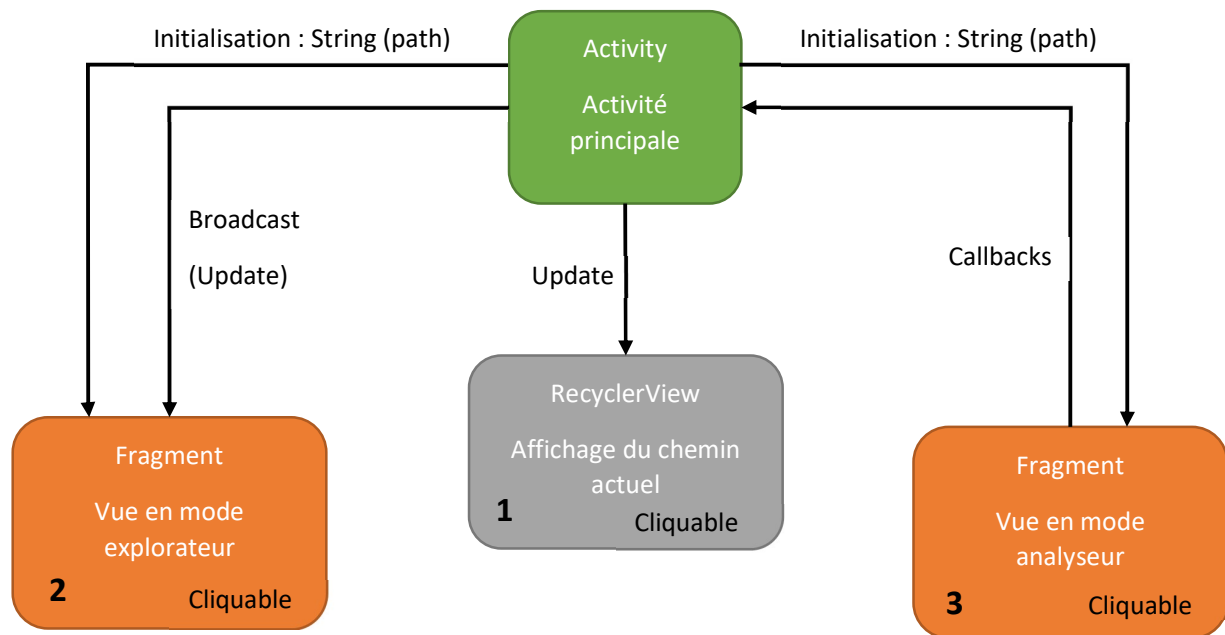 Initialisation : String (path)
Activity
Activité
principale
Initialisation : String (path)
Broadcast
(Update)
Update
Callbacks
RecyclerView
Affichage du chemin
actuel
1
Cliquable
Fragment
Vue en mode
explorateur
2
Cliquable
Fragment
Vue en mode
analyseur
3
Cliquable